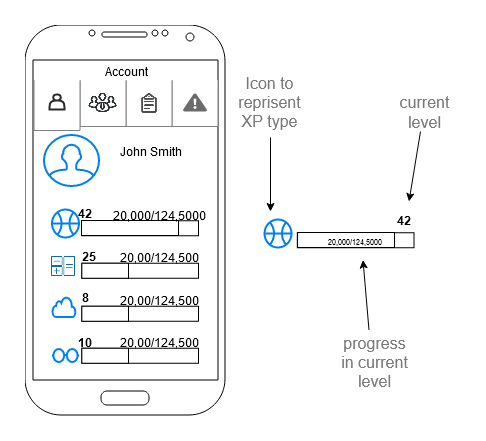 Account
John Smith
42 20,000/124,5000
25 20,00/124,500
8 20,00/124,500
10 20,00/124,500
Icon to
reprisent
XP type
current
level
42
20,000/124,5000
progress
in current
level